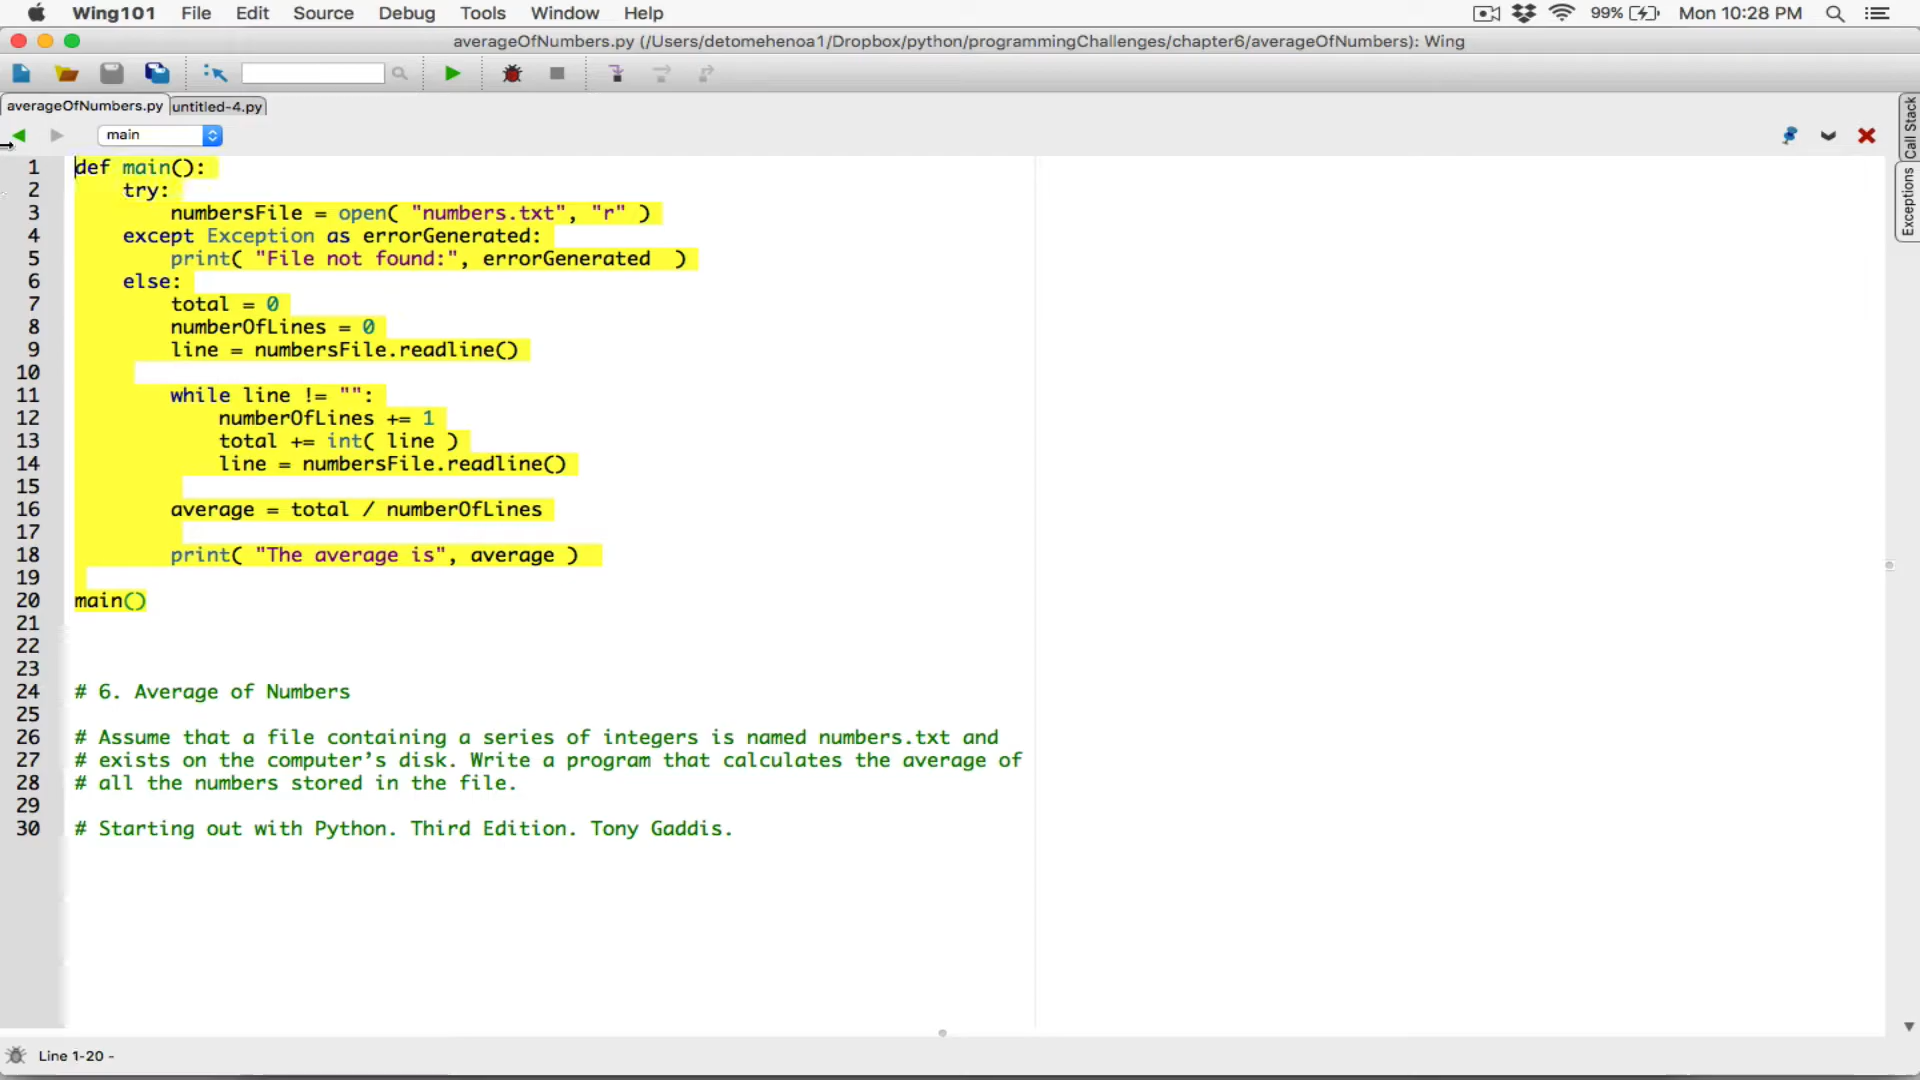 Wing101 File Edit Source Debug Tools Window Help 99% Mon 10:28 PM
averageOfNumbers.py (/Users/detomehenoa1/Dropbox/python/programmingChallenges/chapter6/averageOfNumbers): Wing
averageOfNumbers.py untitled-4.py
main
Call Stack
Exceptions
1 def main():
2     try:
3         numbersFile = open( "numbers.txt", "r" )
4     except Exception as errorGenerated:
5         print( "File not found:", errorGenerated  )
6     else:
7         total = 0
8         numberOfLines = 0
9         line = numbersFile.readline()
10
11         while line != "":
12             numberOfLines += 1
13             total += int( line )
14             line = numbersFile.readline()
15
16         average = total / numberOfLines
17
18         print( "The average is", average )
19
20 main()
21
22
23
24 # 6. Average of Numbers
25
26 # Assume that a file containing a series of integers is named numbers.txt and
27 # exists on the computer’s disk. Write a program that calculates the average of
28 # all the numbers stored in the file.
29
30 # Starting out with Python. Third Edition. Tony Gaddis.
Line 1-20 -